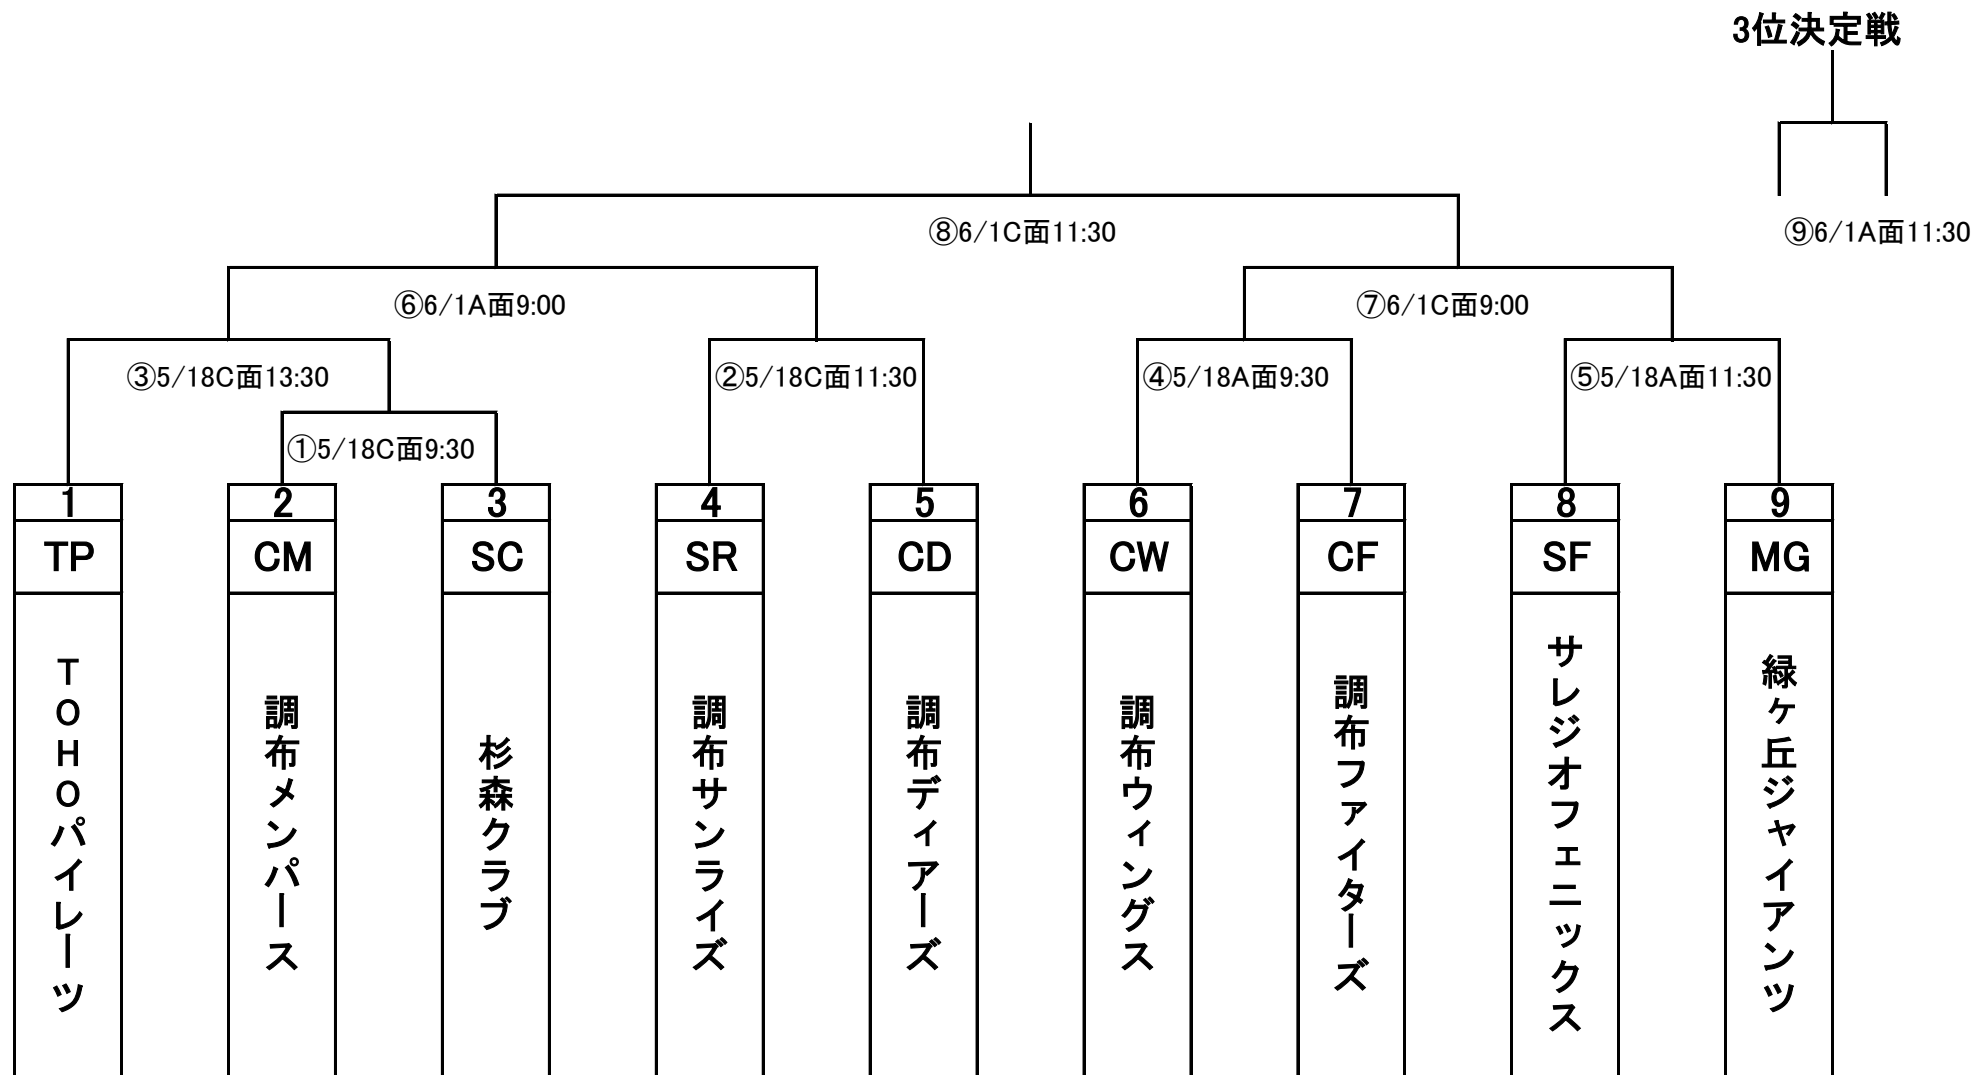 3位決定戦
⑧6/1C面11:30
⑨6/1A面11:30
⑥6/1A面9:00
⑦6/1C面9:00
③5/18C面13:30
②5/18C面11:30
④5/18A面9:30
⑤5/18A面11:30
①5/18C面9:30
1
2
3
4
5
6
7
8
9
TP
CM
SC
SR
CD
CW
CF
SF
MG
TOHOパイレーツ
調布メンパース
杉森クラブ
調布サンライズ
調布ディアーズ
調布ウィングス
調布ファイターズ
サレジオフェニックス
緑ヶ丘ジャイアンツ